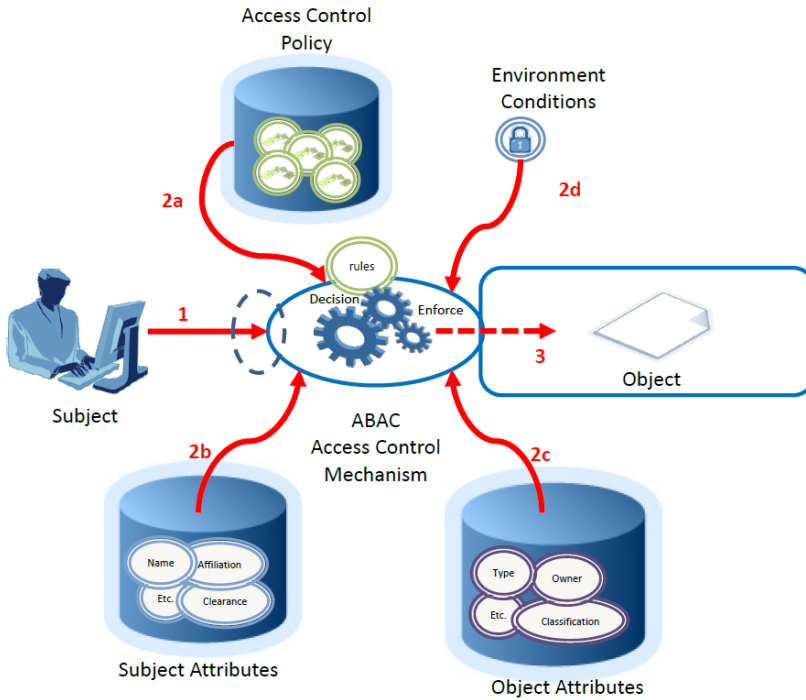 Access Control
Policy
Environment
Conditions
2a
2d
rules
Decision
Enforce
1
3
Subject
Object
ABAC
Access Control
Mechanism
2b
2c
Name
Affiliation
Etc.
Clearance
Type
Owner
Etc.
Classification
Subject Attributes
Object Attributes